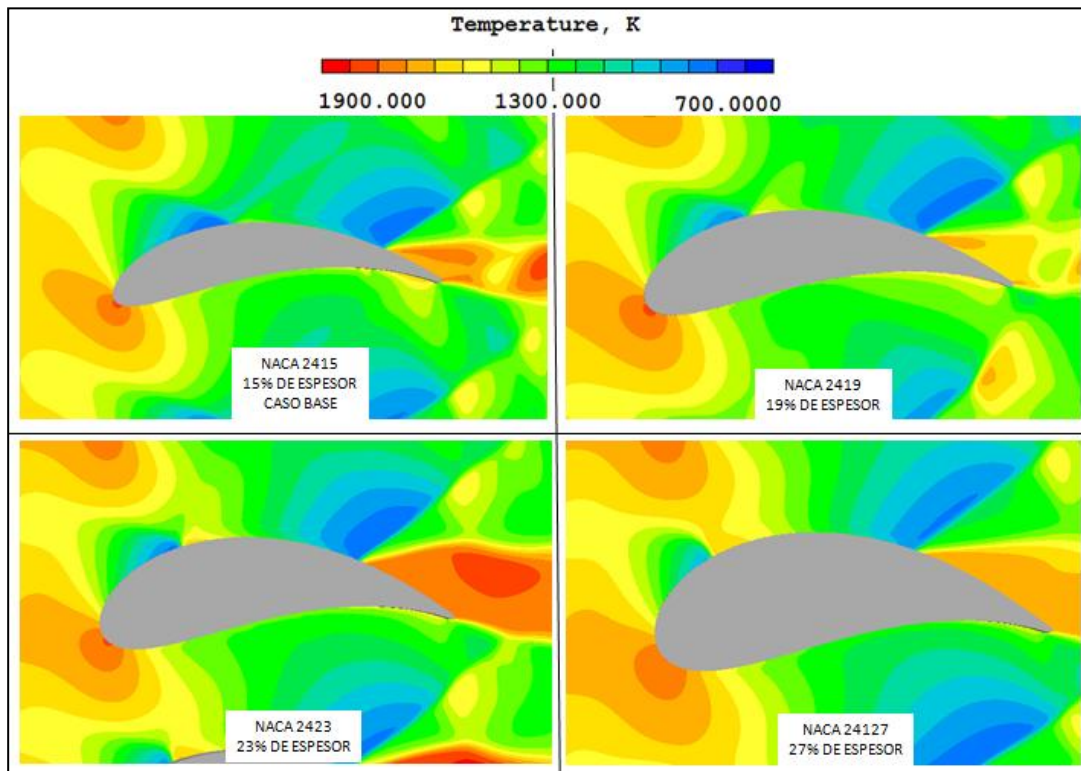 Temperature, K
1900.000 1300.000 700.0000
NACA 2415
15% DE ESPESOR
CASO BASE
NACA 2419
19% DE ESPESOR
NACA 2423
23% DE ESPESOR
NACA 24127
27% DE ESPESOR